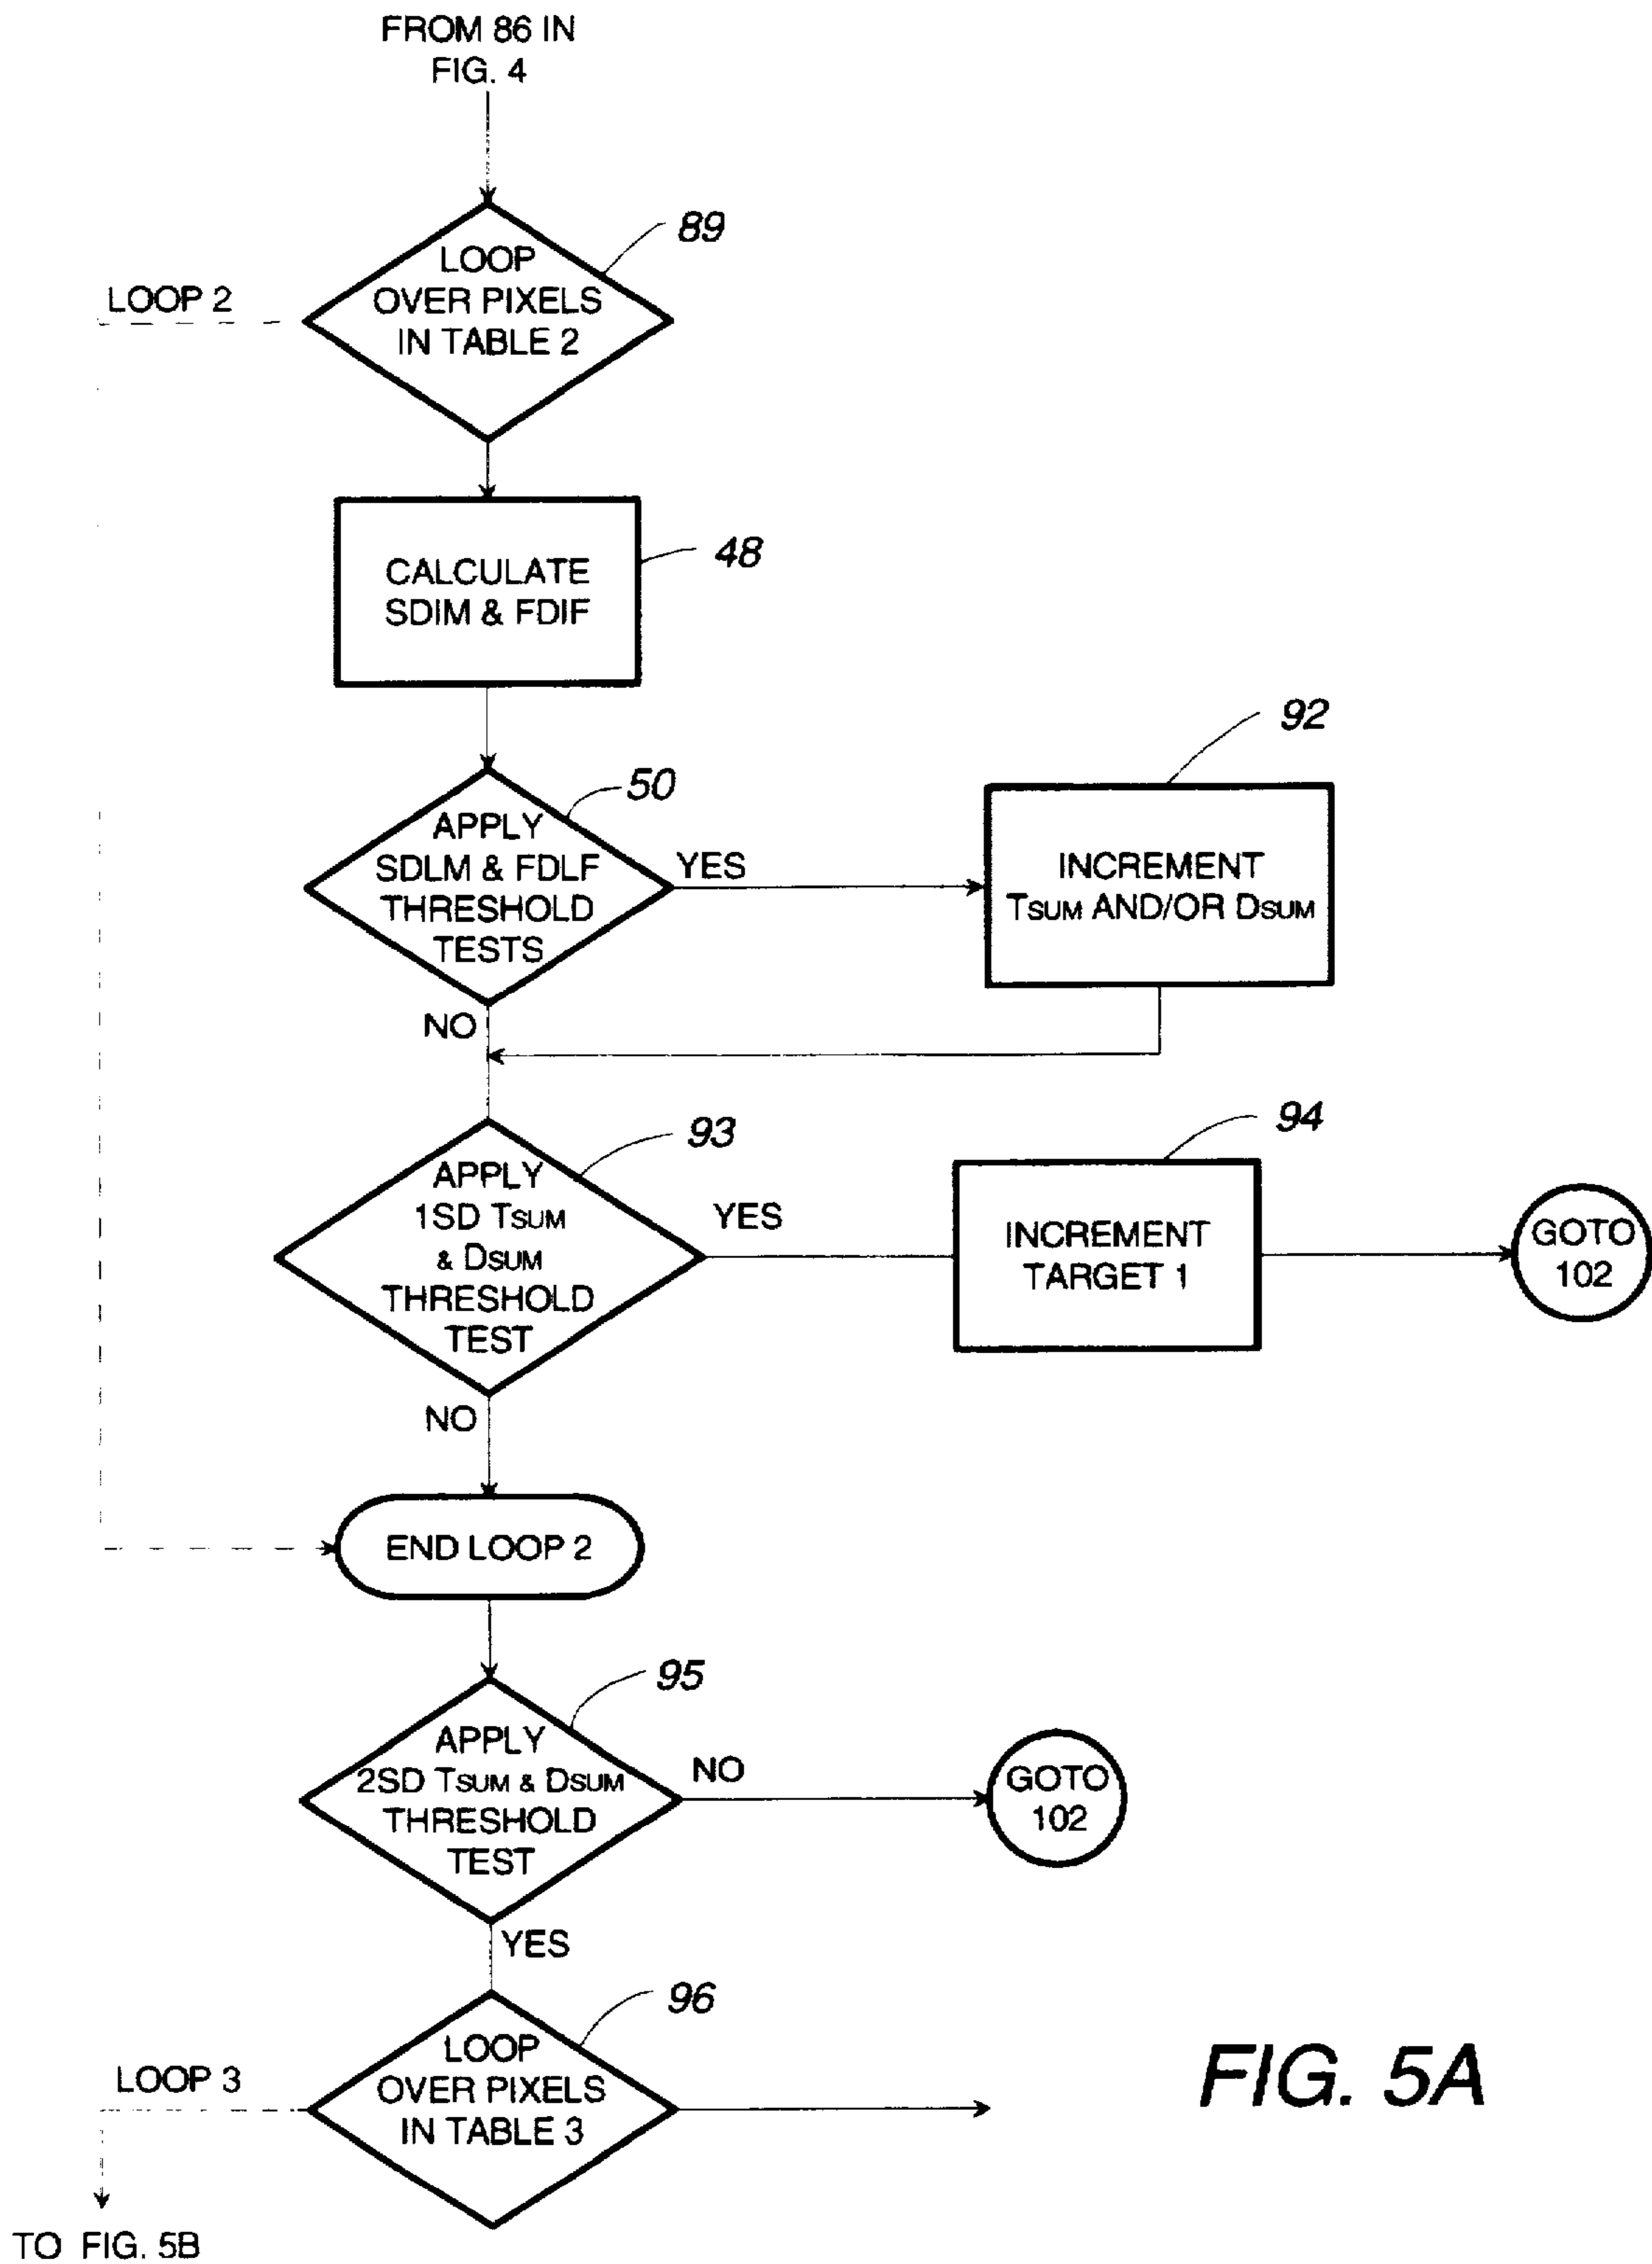 FROM 86 IN
FIG. 4
89
LOOP
OVER PIXELS
IN TABLE 2
LOOP 2
48
CALCULATE
SDIM & FDIF
92
50
APPLY
SDLM & FDLF
THRESHOLD
TESTS
YES
INCREMENT
TSUM AND/OR DSUM
NO
93
94
APPLY
1SD TSUM
& DSUM
THRESHOLD
TEST
YES
INCREMENT
TARGET 1
GOTO
102
NO
END LOOP 2
95
APPLY
2SD TSUM & DSUM
THRESHOLD
TEST
NO
GOTO
102
YES
96
LOOP
OVER PIXELS
IN TABLE 3
LOOP 3
FIG. 5A
TO FIG. 5B